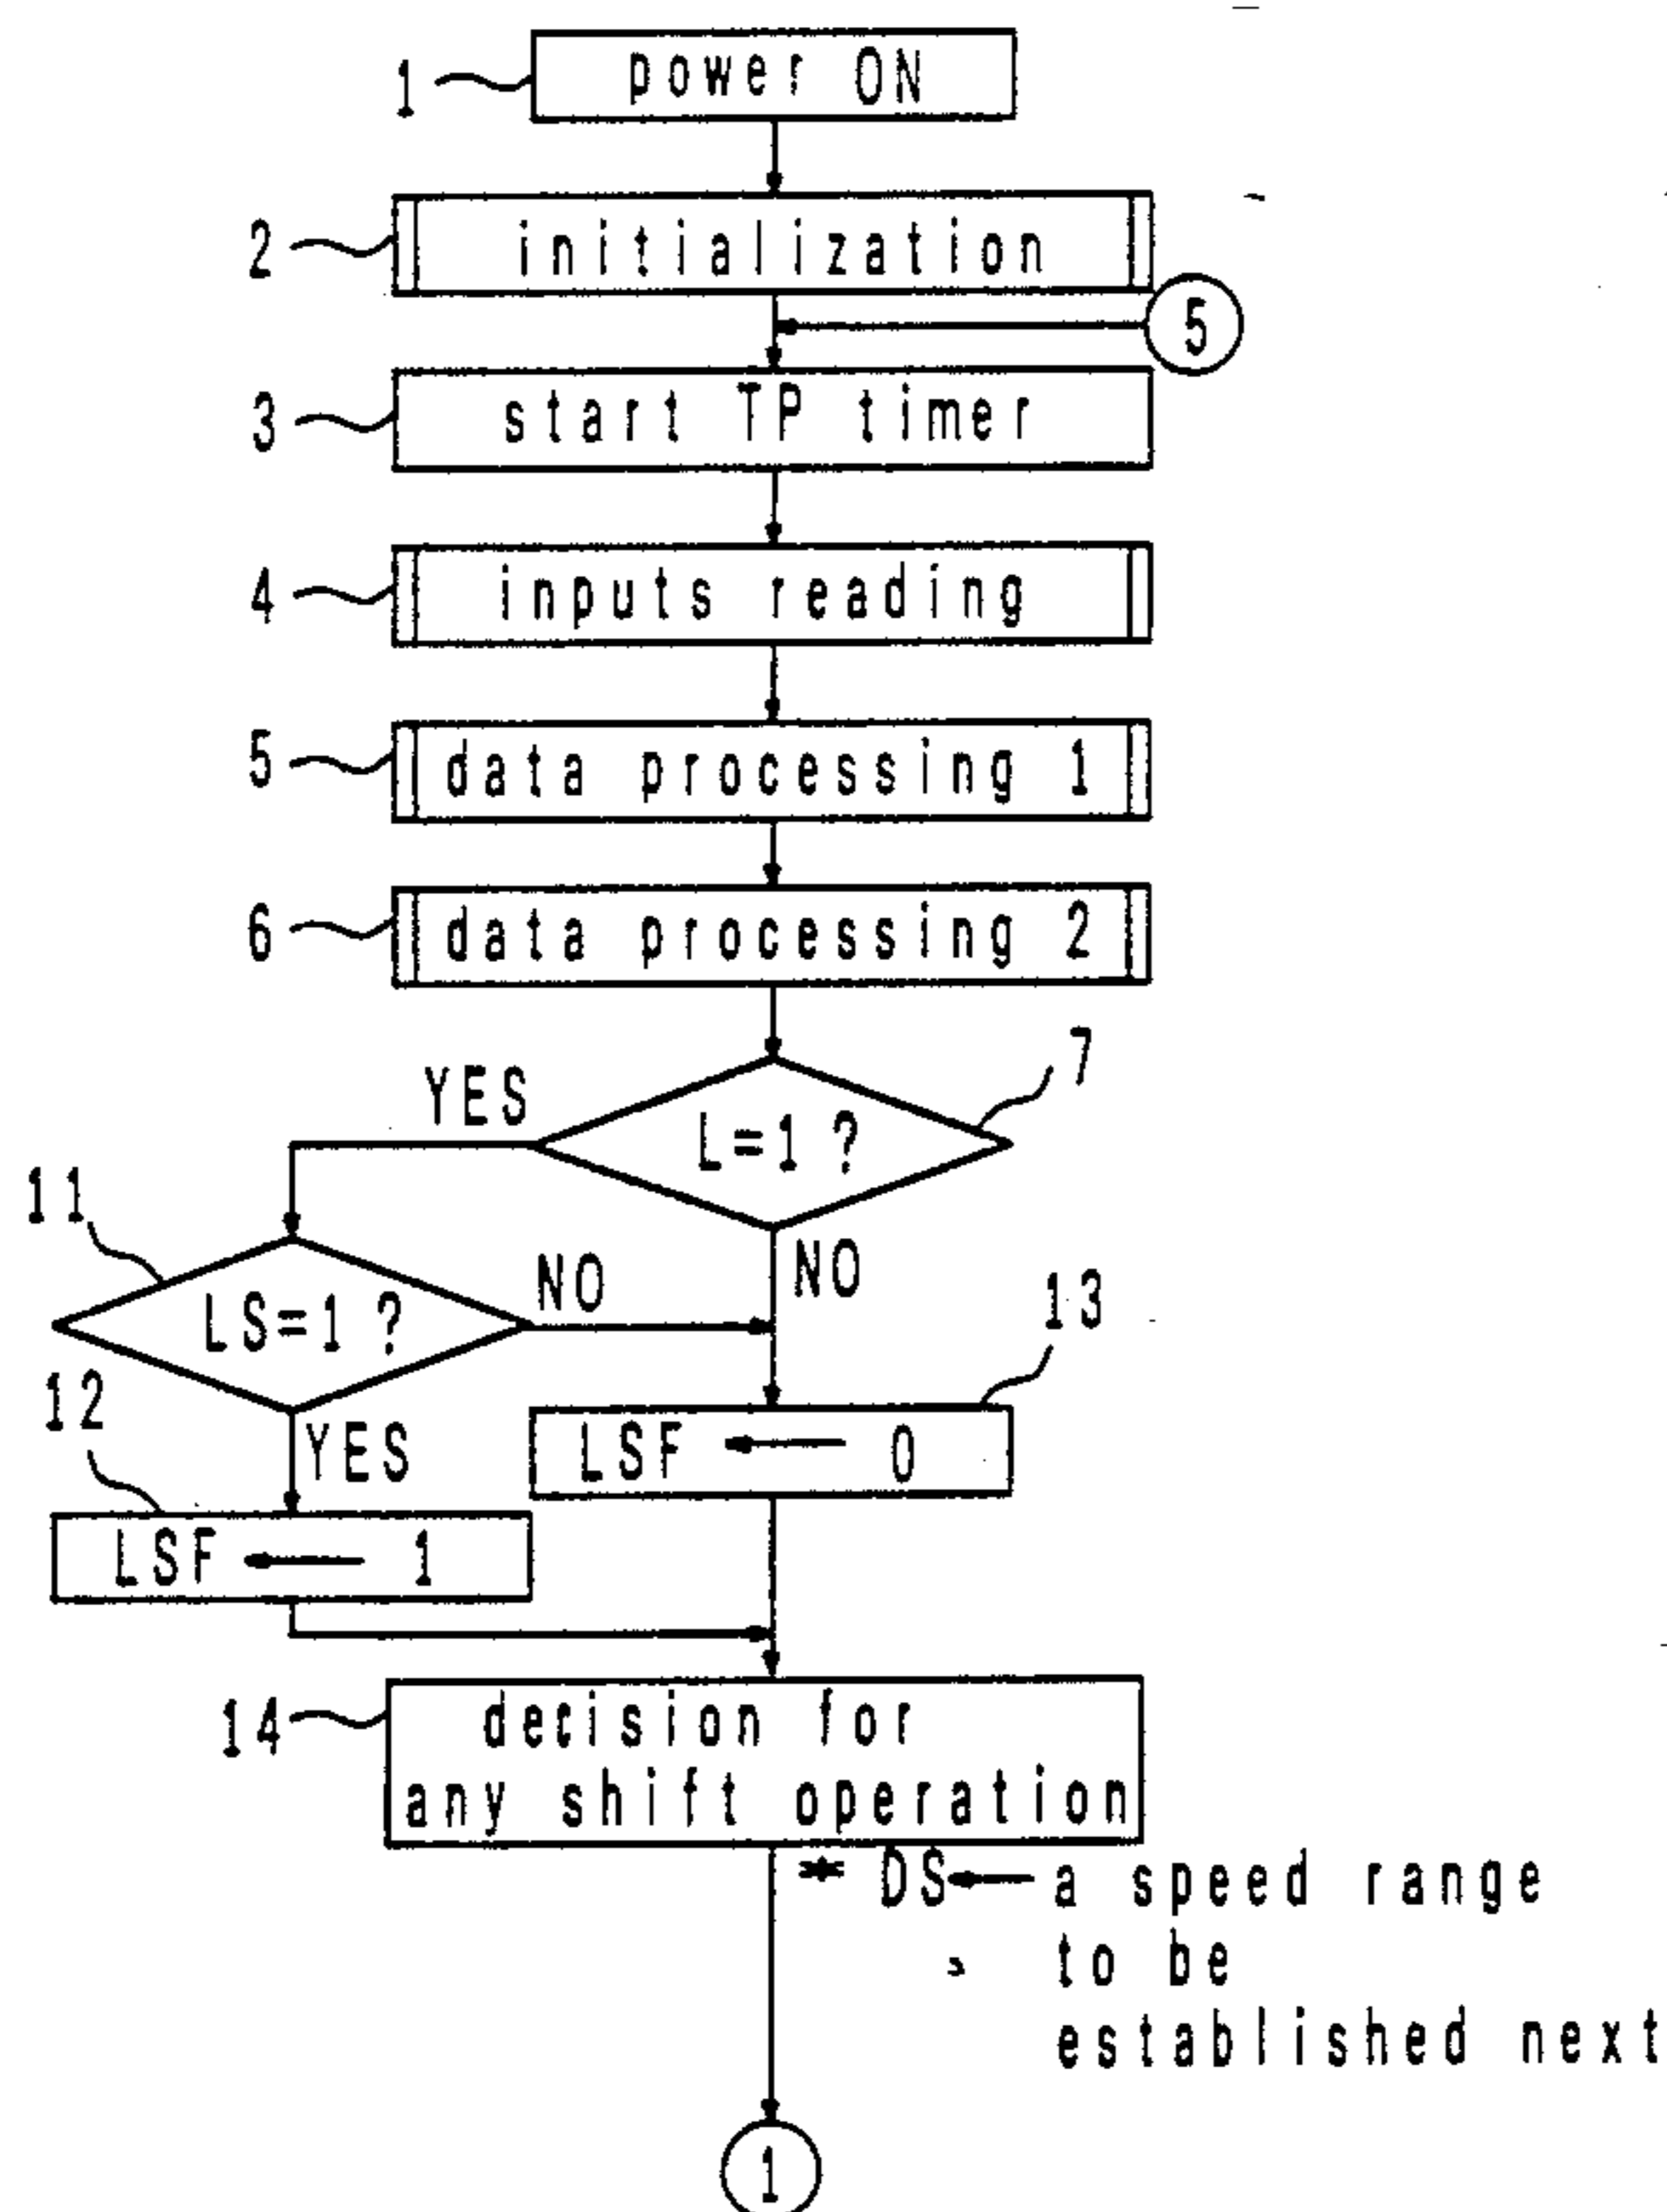 1 power ON
2 initialization
5
3 start TP timer
4 inputs reading
5 data processing 1
6 data processing 2
7
YES
L=1 ?
11
NO
NO
13
LS=1 ?
12
YES
LSF ← 0
LSF ← 1
14 decision for
any shift operation
* DS ← a speed range
to be
established next
1